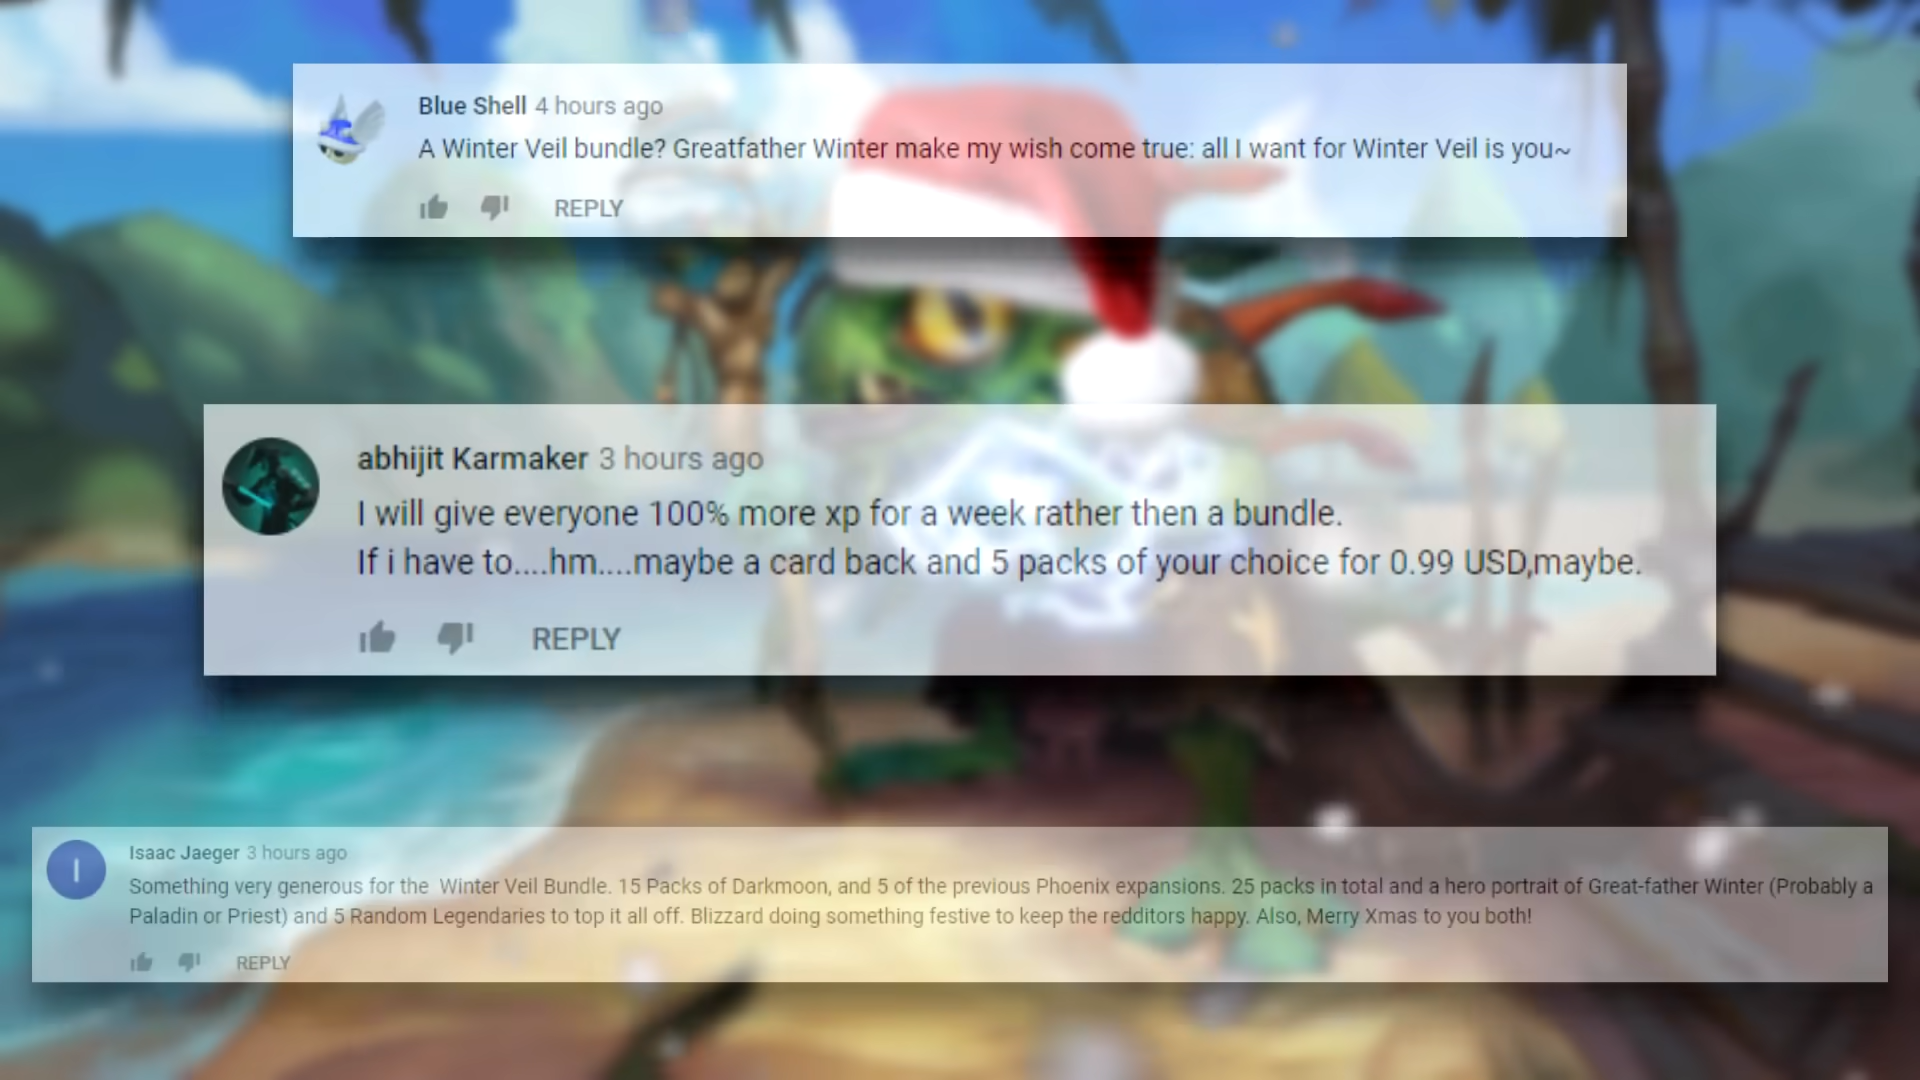 Blue Shell 4 hours ago
A Winter Veil bundle? Greatfather Winter make my wish come true: all I want for Winter Veil is you~
REPLY
abhijit Karmaker 3 hours ago
I will give everyone 100% more xp for a week rather then a bundle.
If i have to....hm....maybe a card back and 5 packs of your choice for 0.99 USD,maybe.
REPLY
I
Isaac Jaeger 3 hours ago
Something very generous for the Winter Veil Bundle. 15 Packs of Darkmoon, and 5 of the previous Phoenix expansions. 25 packs in total and a hero portrait of Great-father Winter (Probably a
Paladin or Priest) and 5 Random Legendaries to top it all off. Blizzard doing something festive to keep the redditors happy. Also, Merry Xmas to you both!
REPLY